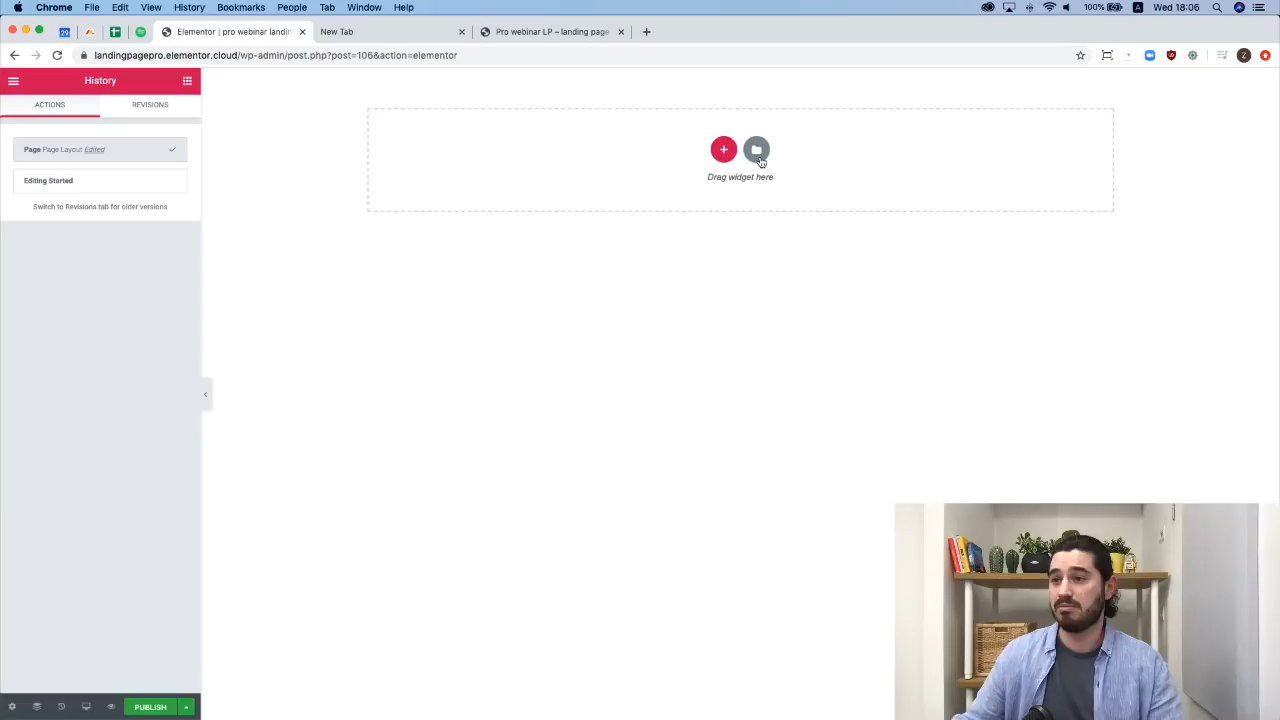 Chrome File Edit View History Bookmarks People Tab Window Help 100% A Wed 18:06
Elementor | pro webinar landin New Tab Pro webinar LP – landing page
landingpagepro.elementor.cloud/wp-admin/post.php?post=106&action=elementor
History
ACTIONS REVISIONS
Page Page Layout Edited
Editing Started
Switch to Revisions tab for older versions
Drag widget here
PUBLISH